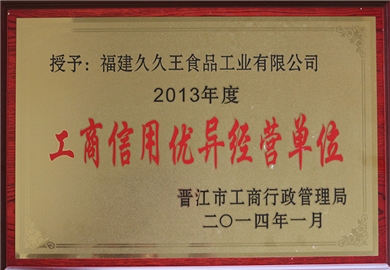 授予：福建久久王食品工业有限公司
2013年度
工商信用优异经营单位
晋江市工商行政管理局
二〇一四年一月